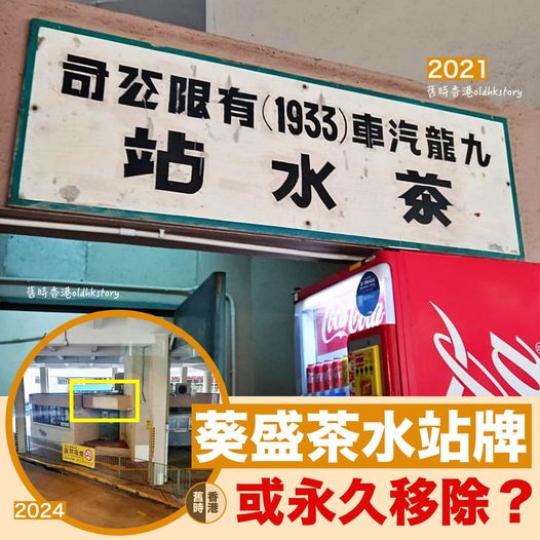 2021
舊時香港oldhkstory
九龍汽車(1933)有限公司
茶水站
舊時香港oldhkstory
Coca-Cola
葵盛茶水站牌
或永久移除？
舊時香港
2024